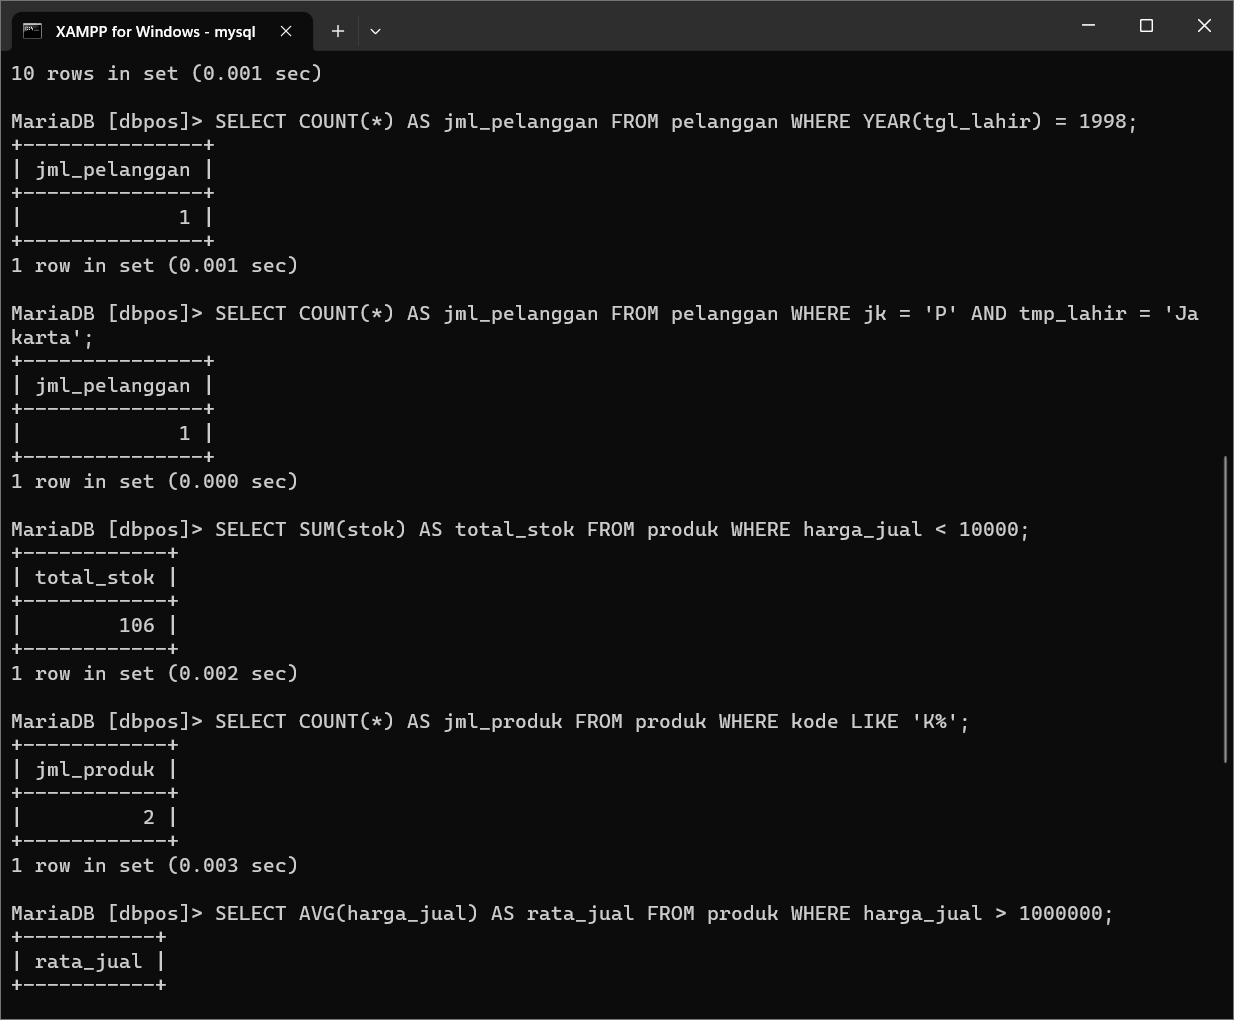 XAMPP for Windows - mysql
10 rows in set (0.001 sec)
MariaDB [dbpos]> SELECT COUNT(*) AS jml_pelanggan FROM pelanggan WHERE YEAR(tgl_lahir) = 1998;
+---------------+
| jml_pelanggan |
+---------------+
|             1 |
+---------------+
1 row in set (0.001 sec)
MariaDB [dbpos]> SELECT COUNT(*) AS jml_pelanggan FROM pelanggan WHERE jk = 'P' AND tmp_lahir = 'Ja
karta';
+---------------+
| jml_pelanggan |
+---------------+
|             1 |
+---------------+
1 row in set (0.000 sec)
MariaDB [dbpos]> SELECT SUM(stok) AS total_stok FROM produk WHERE harga_jual < 10000;
+------------+
| total_stok |
+------------+
|        106 |
+------------+
1 row in set (0.002 sec)
MariaDB [dbpos]> SELECT COUNT(*) AS jml_produk FROM produk WHERE kode LIKE 'K%';
+------------+
| jml_produk |
+------------+
|          2 |
+------------+
1 row in set (0.003 sec)
MariaDB [dbpos]> SELECT AVG(harga_jual) AS rata_jual FROM produk WHERE harga_jual > 1000000;
+-----------+
| rata_jual |
+-----------+